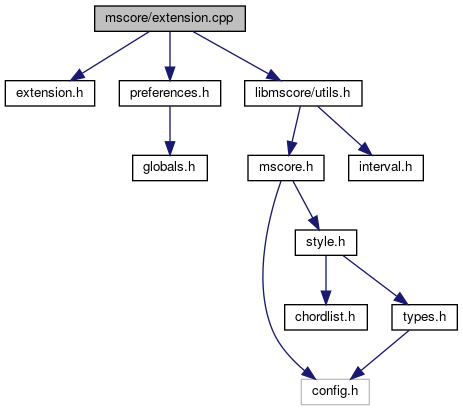 mscore/extension.cpp
extension.h
preferences.h
libmscore/utils.h
globals.h
mscore.h
interval.h
style.h
chordlist.h
types.h
config.h